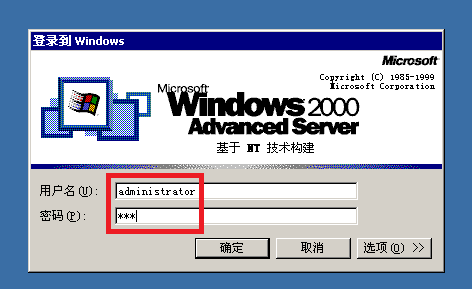 登录到 Windows
Microsoft
Copyright (C) 1985-1999
Microsoft Corporation
Microsoft
Windows 2000
Advanced Server
基于 NT 技术构建
用户名(U):
administrator
密码(P):
***
确定
取消
选项(O) >>